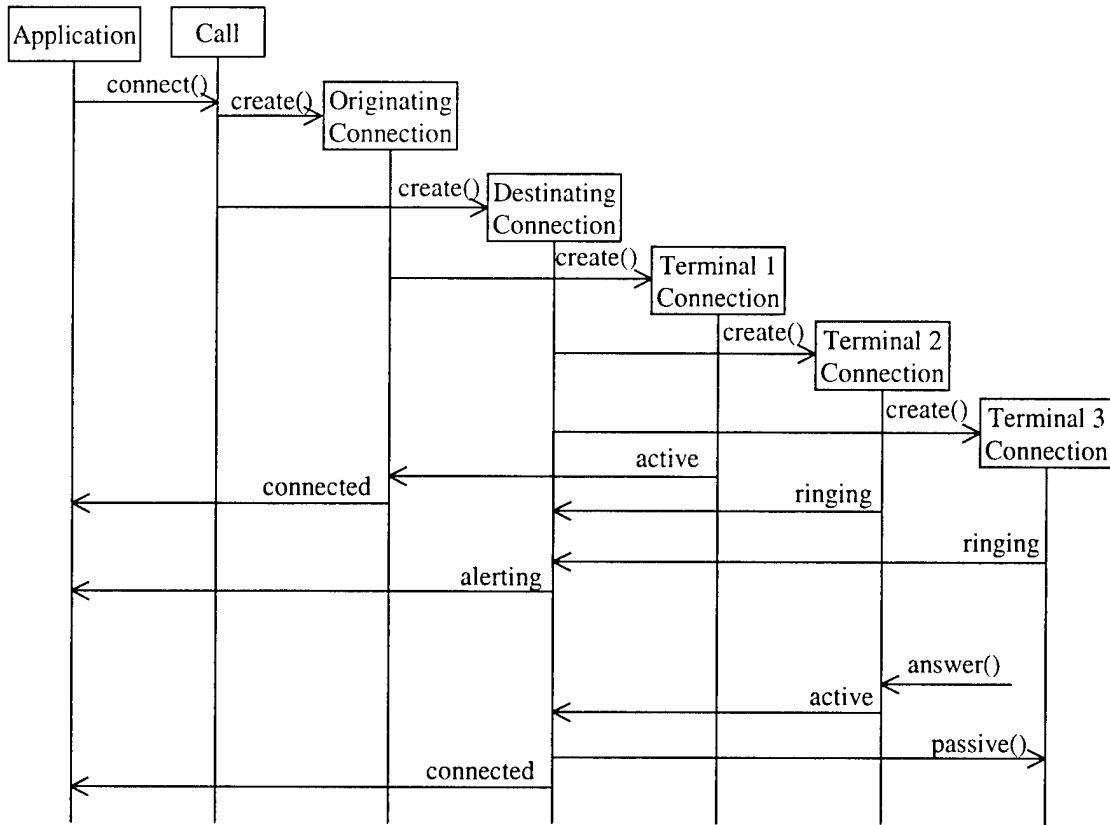 Application
Call
connect()
create()
Originating
Connection
create()
Destinating
Connection
create()
Terminal 1
Connection
create()
Terminal 2
Connection
create()
Terminal 3
Connection
active
connected
ringing
ringing
alerting
answer()
active
passive()
connected